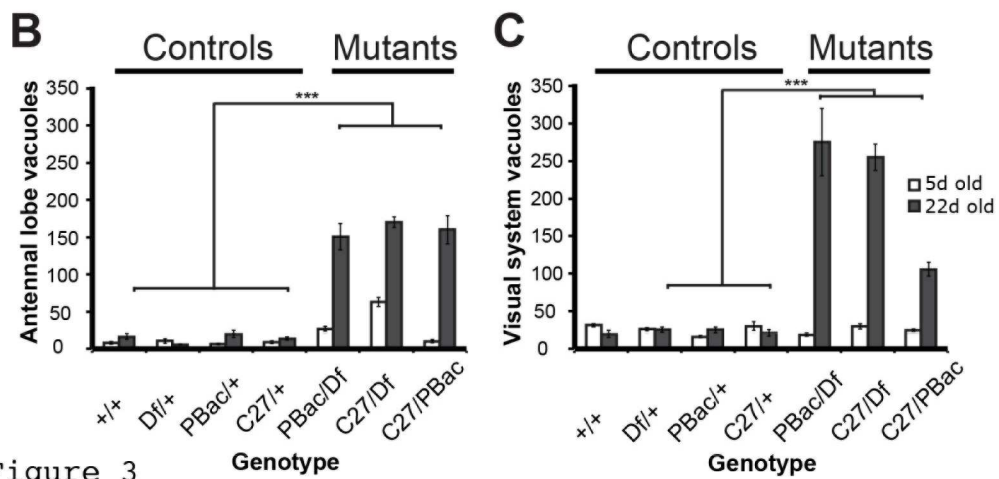 B
Controls Mutants
***
Antennal lobe vacuoles
350
300
250
200
150
100
50
0
+/+
Df/+
PBac/+
C27/+
PBac/Df
C27/Df
C27/PBac
Genotype
C
Controls Mutants
***
Visual system vacuoles
350
300
250
200
150
100
50
0
5d old
22d old
+/+
Df/+
PBac/+
C27/+
PBac/Df
C27/Df
C27/PBac
Genotype
Figure 3